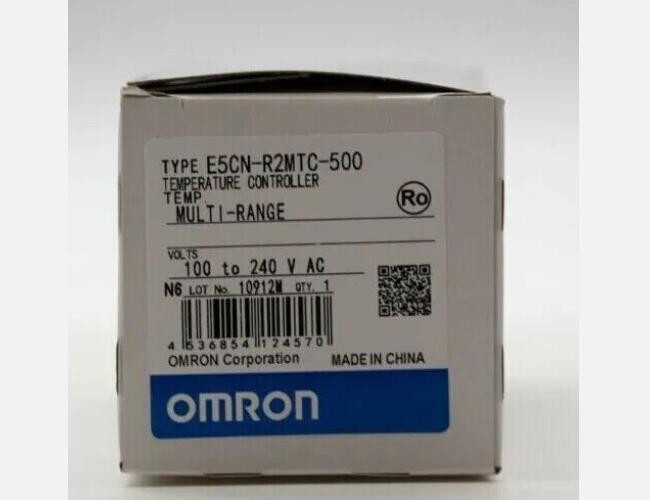 TYPE E5CN-R2MTC-500
TEMPERATURE CONTROLLER
TEMP.
MULTI-RANGE
Ro
VOLTS
100 to 240 V AC
N6 LOT No. 10912M QTY. 1
4 536854 124570
OMRON Corporation MADE IN CHINA
OMRON